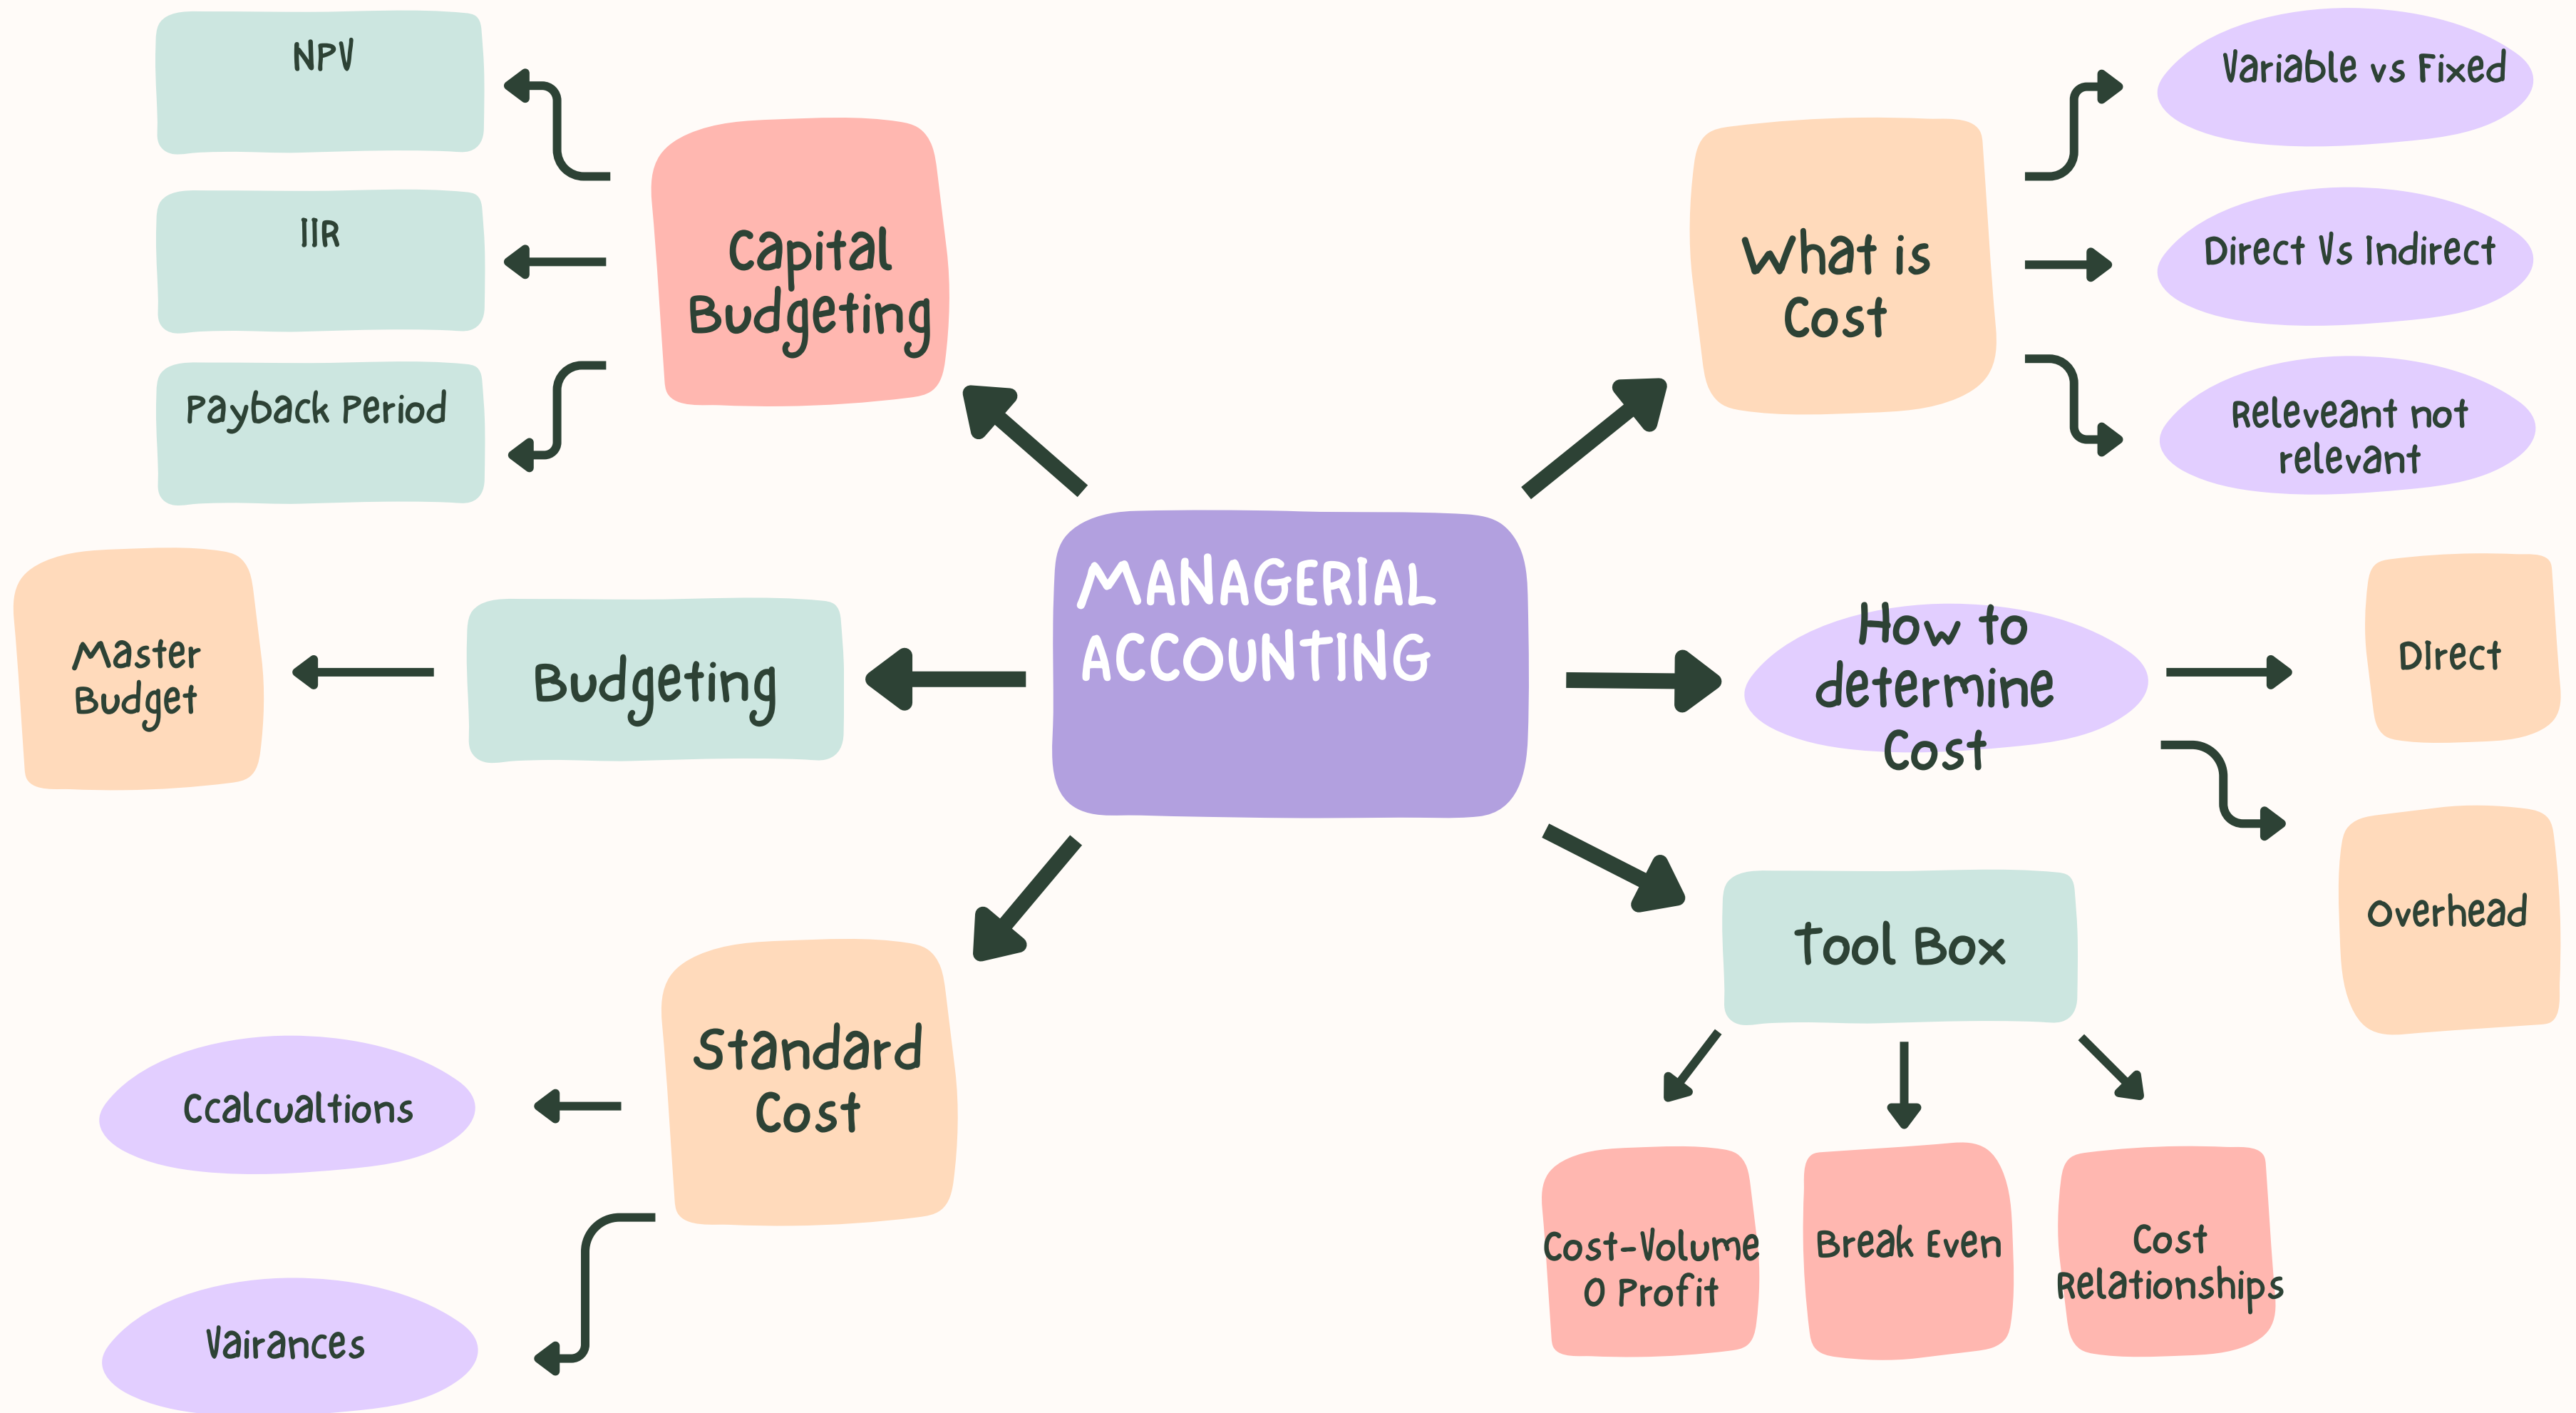 NPV
IIR
Payback Period
Capital
Budgeting
What is
Cost
Variable vs Fixed
Direct Vs Indirect
Releveant not
relevant
MANAGERIAL
ACCOUNTING
Master
Budget
Budgeting
How to
determine
Cost
DIrect
Overhead
Tool Box
Standard
Cost
Ccalcualtions
Vairances
Cost-Volume
O Profit
Break Even
Cost
Relationships